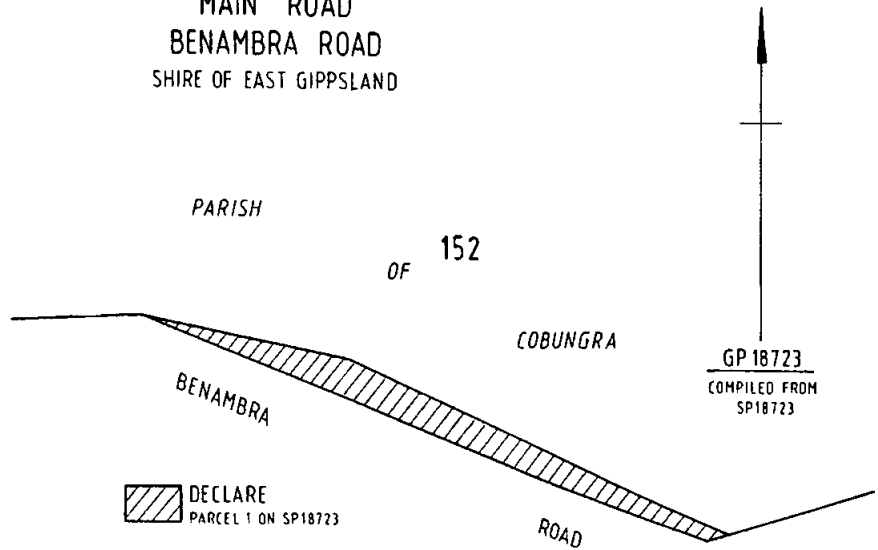 MAIN ROAD
BENAMBRA ROAD
SHIRE OF EAST GIPPSLAND
PARISH
OF
152
COBUNGRA
GP 18723
COMPILED FROM
SP18723
BENAMBRA
ROAD
DECLARE
PARCEL 1 ON SP18723